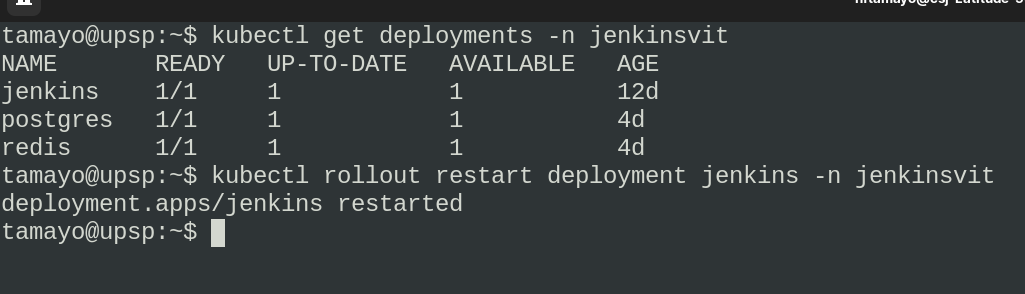 tamayo@upsp:~$ kubectl get deployments -n jenkinsvit
NAME       READY   UP-TO-DATE   AVAILABLE   AGE
jenkins    1/1     1            1           12d
postgres   1/1     1            1           4d
redis      1/1     1            1           4d
tamayo@upsp:~$ kubectl rollout restart deployment jenkins -n jenkinsvit
deployment.apps/jenkins restarted
tamayo@upsp:~$